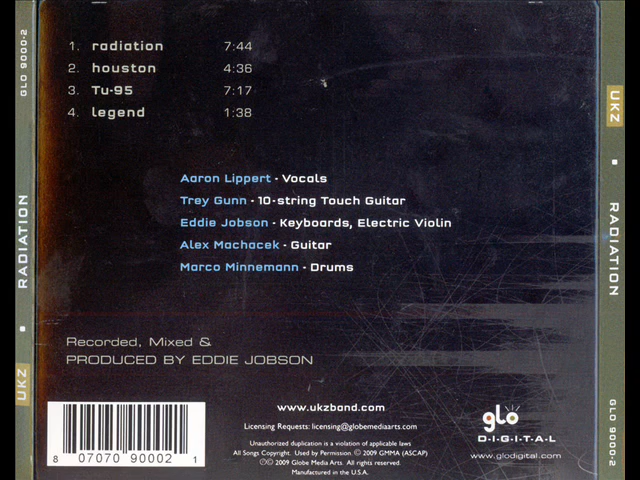 GLO 9000-2
RADIATION
UKZ
1. radiation 7:44
2. houston 4:36
3. Tu-95 7:17
4. legend 1:38
Aaron Lippert - Vocals
Trey Gunn - 10-string Touch Guitar
Eddie Jobson - Keyboards, Electric Violin
Alex Machacek - Guitar
Marco Minnemann - Drums
Recorded, Mixed &
PRODUCED BY EDDIE JOBSON
8 07070 90002 1
www.ukzband.com
Licensing Requests: licensing@globemediaarts.com
Unauthorized duplication is a violation of applicable laws
All Songs Copyright. Used by Permission. © 2009 GMMA (ASCAP)
℗© 2009 Globe Media Arts. All rights reserved.
Manufactured in the U.S.A.
glo
D·I·G·I·T·A·L
www.glodigital.com
UKZ
RADIATION
GLO 9000-2